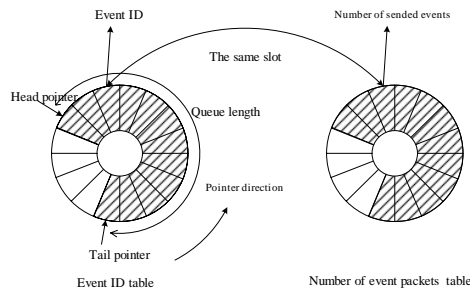 Event ID
Number of sended events
The same slot
Head pointer
Queue length
Pointer direction
Tail pointer
Event ID table
Number of event packets table